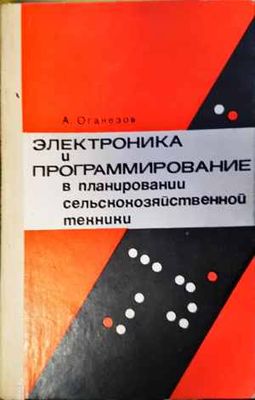 А. Оганезов
ЭЛЕКТРОНИКА
и
ПРОГРАММИРОВАНИЕ
в планировании
сельскохозяйственной
техники